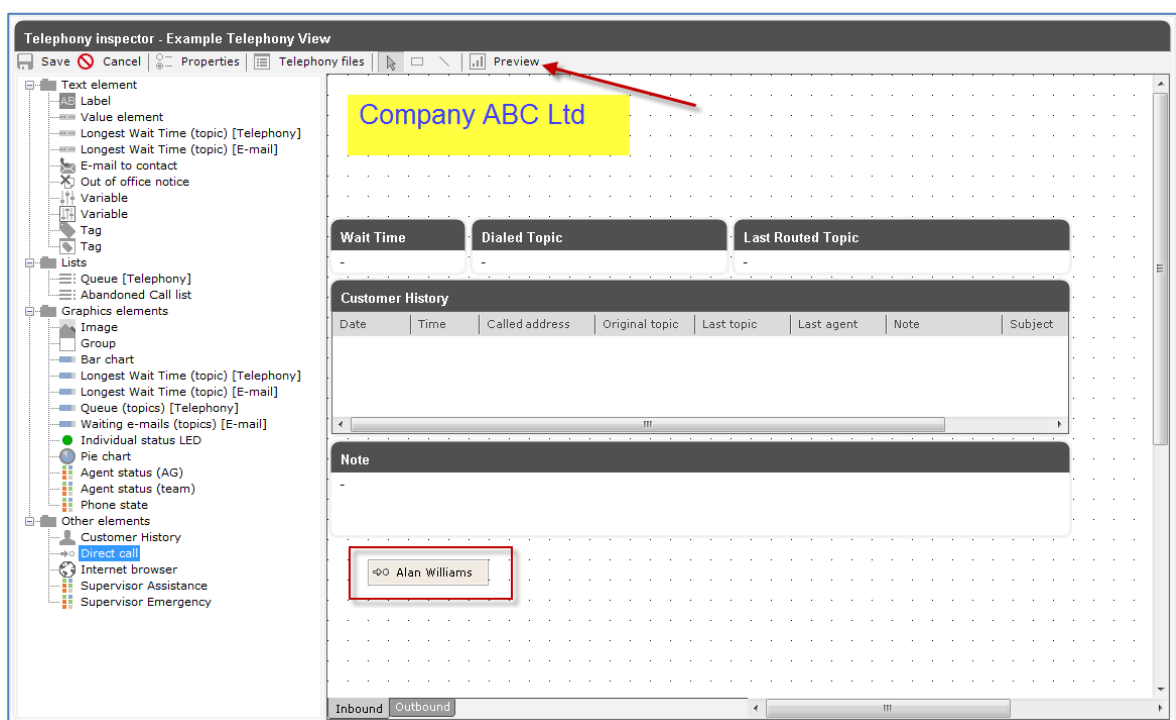 Telephony inspector - Example Telephony View
Save Cancel Properties Telephony files Preview
Text element
AB Label
Value element
Longest Wait Time (topic) [Telephony]
Longest Wait Time (topic) [E-mail]
E-mail to contact
Out of office notice
Variable
Variable
Tag
Tag
Lists
Queue [Telephony]
Abandoned Call list
Graphics elements
Image
Group
Bar chart
Longest Wait Time (topic) [Telephony]
Longest Wait Time (topic) [E-mail]
Queue (topics) [Telephony]
Waiting e-mails (topics) [E-mail]
Individual status LED
Pie chart
Agent status (AG)
Agent status (team)
Phone state
Other elements
Customer History
Direct call
Internet browser
Supervisor Assistance
Supervisor Emergency
Company ABC Ltd
Wait Time Dialed Topic Last Routed Topic
- - -
Customer History
Date Time Called address Original topic Last topic Last agent Note Subject
Note
-
Alan Williams
Inbound Outbound